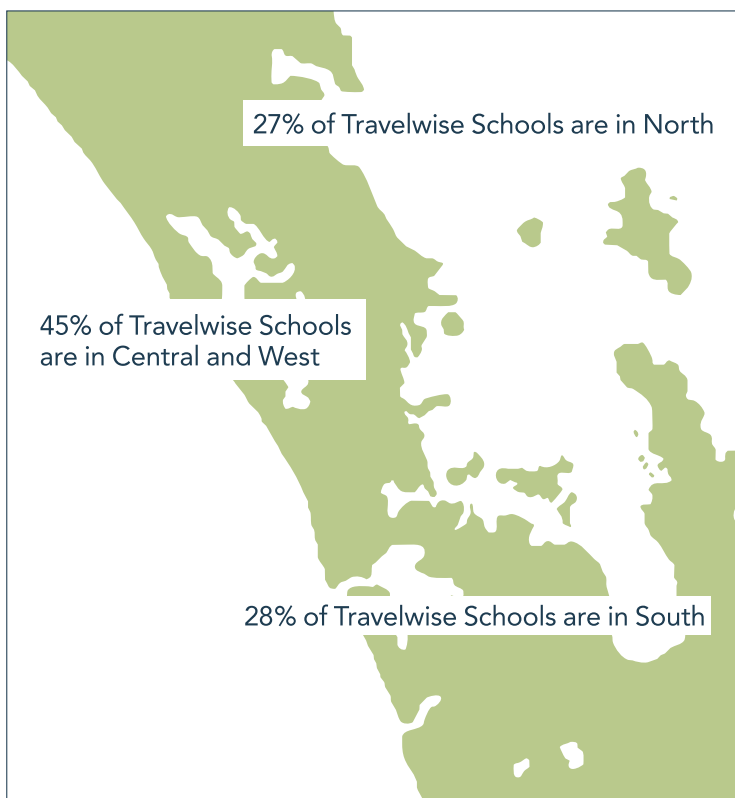 27% of Travelwise Schools are in North
45% of Travelwise Schools
are in Central and West
28% of Travelwise Schools are in South